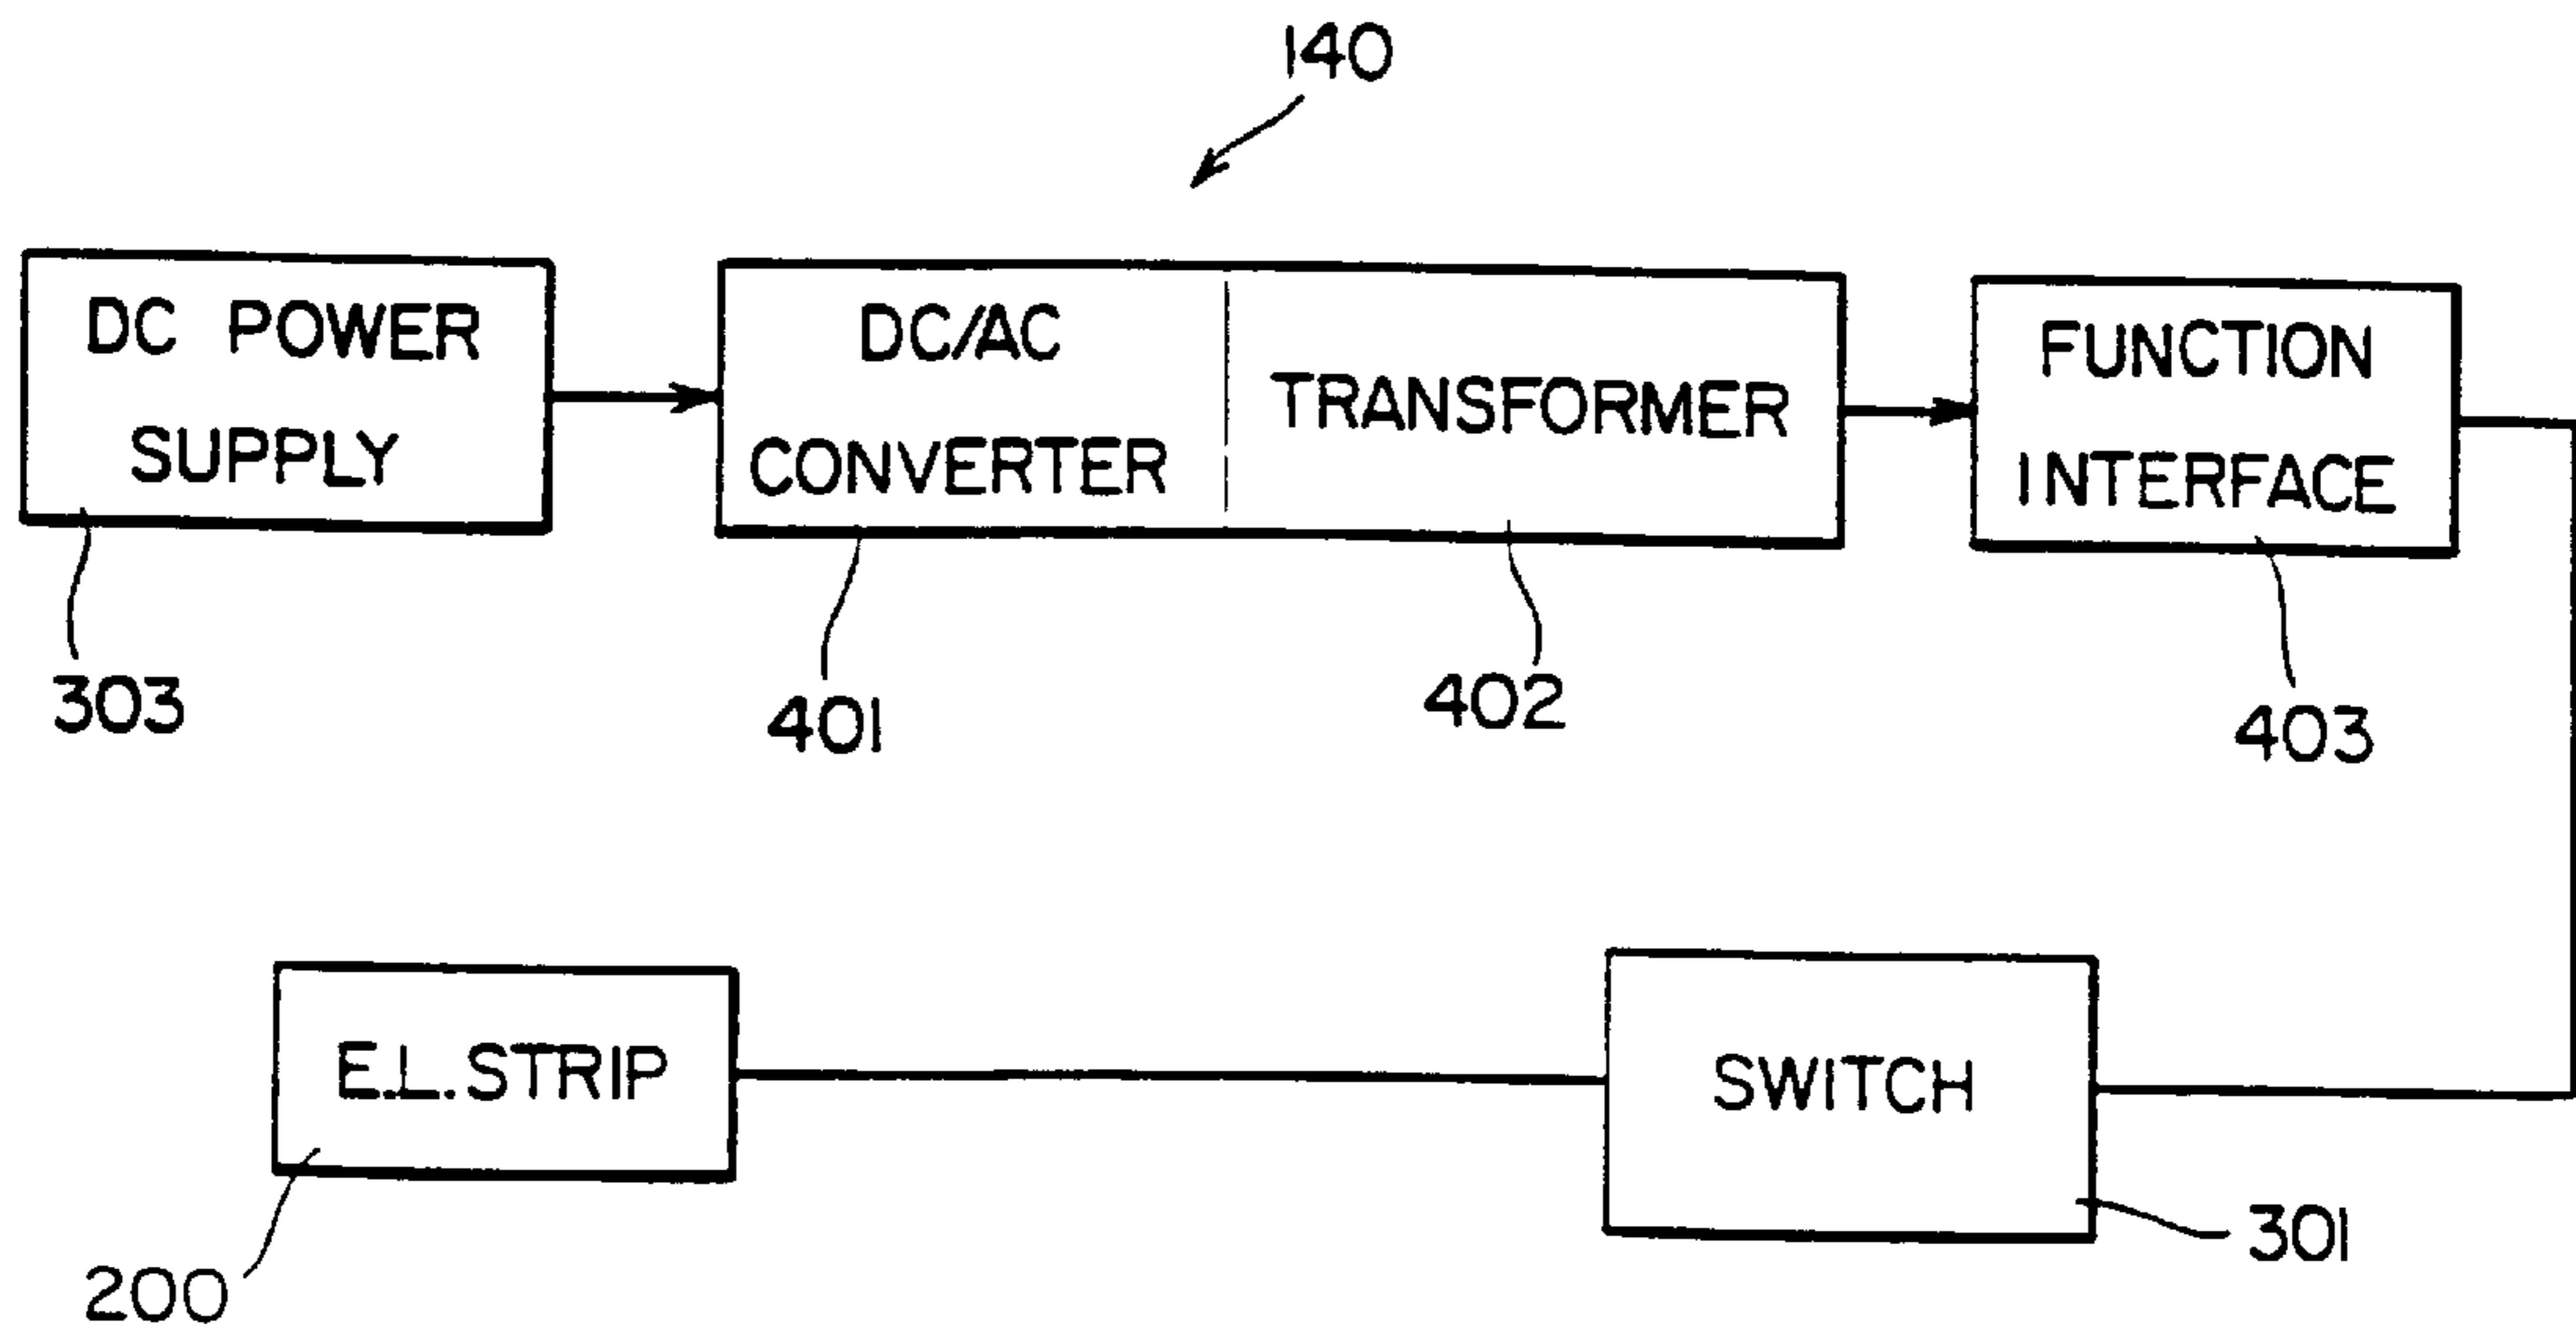 140
DC POWER
SUPPLY
DC/AC
CONVERTER
TRANSFORMER
FUNCTION
INTERFACE
303
401
402
403
E.L. STRIP
SWITCH
200
301